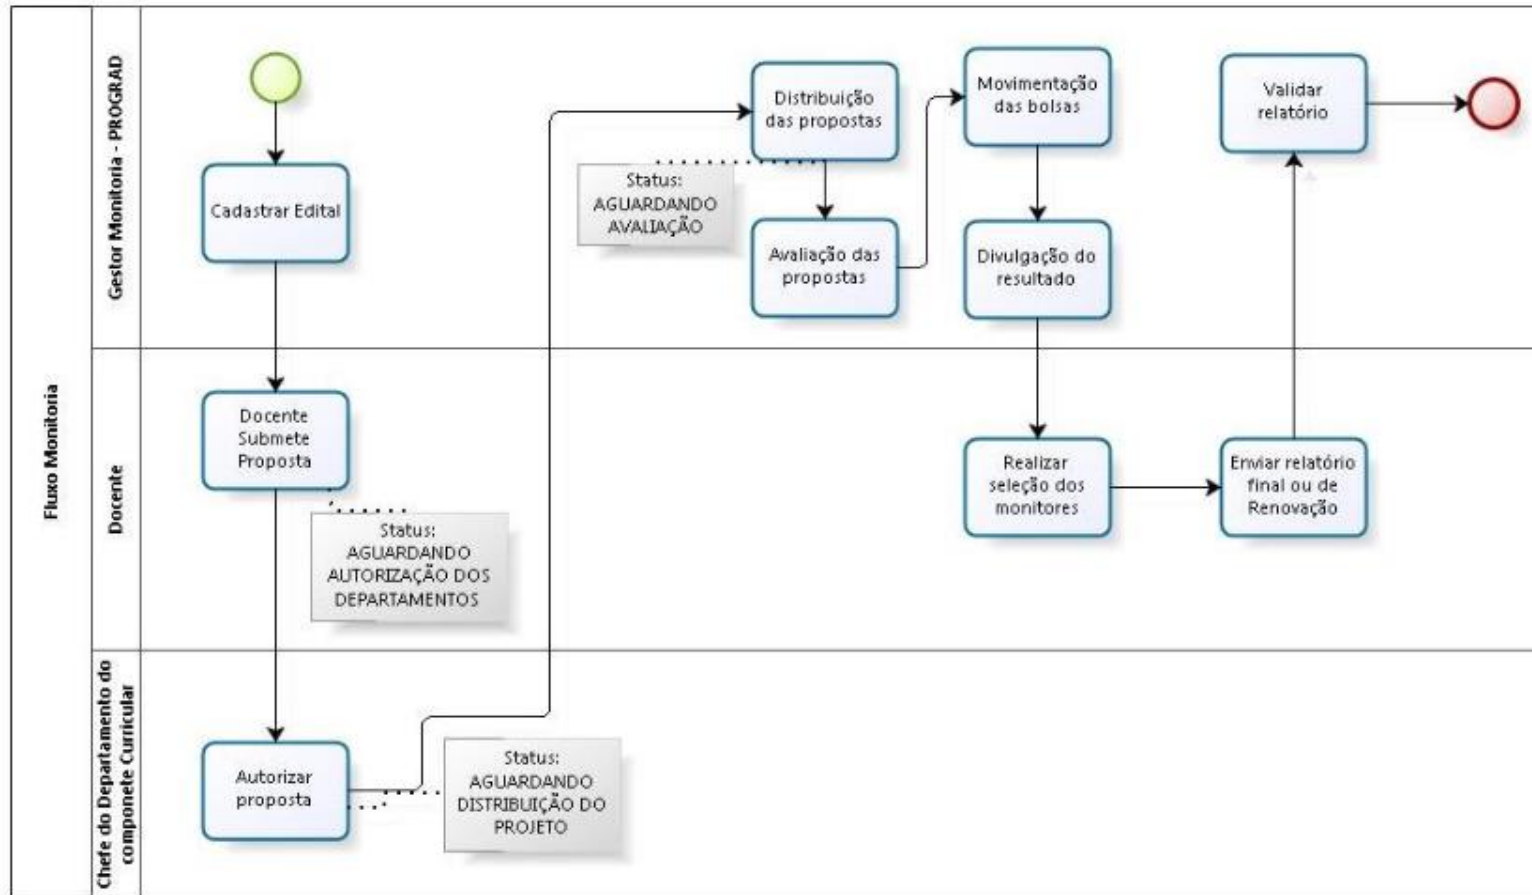 Fluxo Monitoria
Gestor Monitoria - PROGRAD
Cadastrar Edital
Distribuição
das propostas
Status:
AGUARDANDO
AVALIAÇÃO
Avaliação das
propostas
Movimentação
das bolsas
Divulgação do
resultado
Validar
relatório
Docente
Docente
Submete
Proposta
Status:
AGUARDANDO
AUTORIZAÇÃO DOS
DEPARTAMENTOS
Realizar
seleção dos
monitores
Enviar relatório
final ou de
Renovação
Chefe do Departamento do
componete Curricular
Autorizar
proposta
Status:
AGUARDANDO
DISTRIBUIÇÃO DO
PROJETO